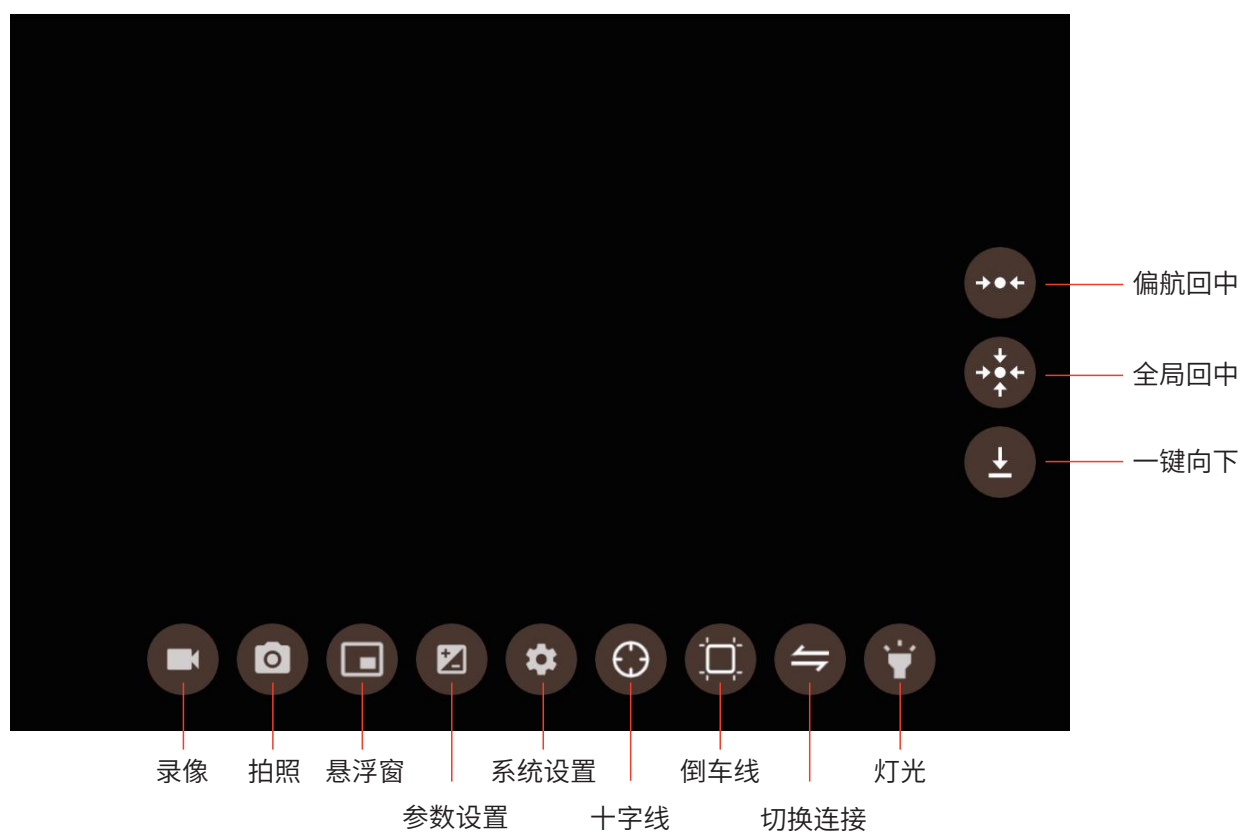 偏航回中
全局回中
一键向下
录像
拍照
悬浮窗
参数设置
系统设置
十字线
倒车线
切换连接
灯光